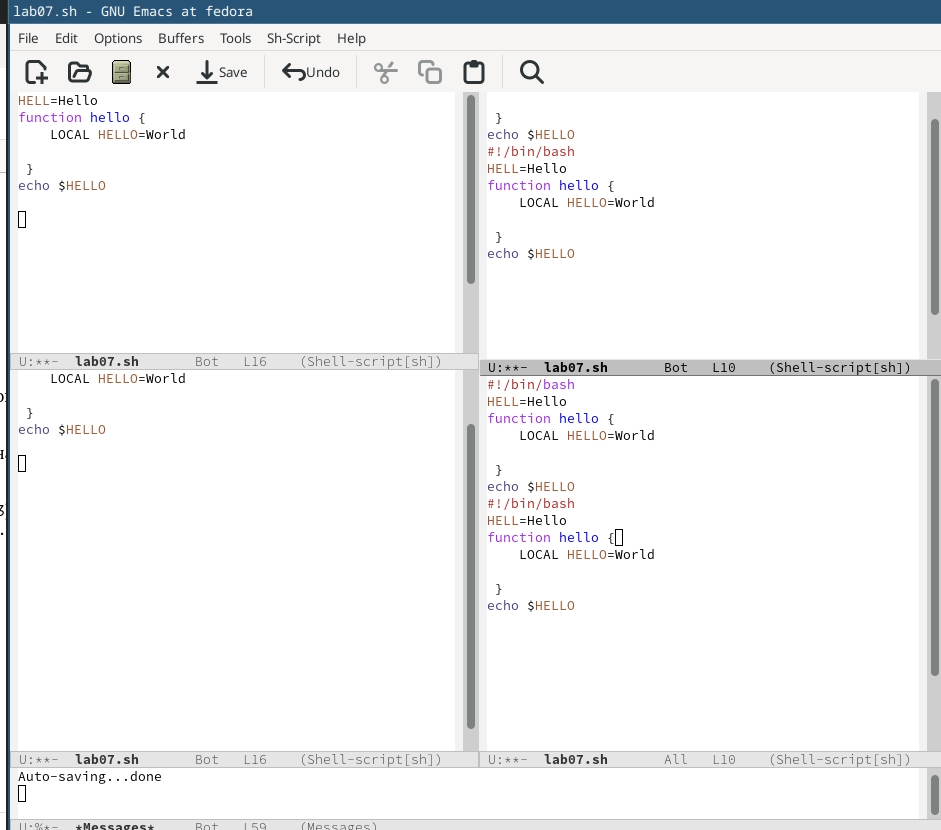 lab07.sh - GNU Emacs at fedora
File Edit Options Buffers Tools Sh-Script Help
Save Undo
HELL=Hello
function hello {
    LOCAL HELLO=World

 }
echo $HELLO
U:**-  lab07.sh       Bot   L16    (Shell-script[sh])
    LOCAL HELLO=World

 }
echo $HELLO
U:**-  lab07.sh       Bot   L16    (Shell-script[sh])
 }
echo $HELLO
#!/bin/bash
HELL=Hello
function hello {
    LOCAL HELLO=World

 }
echo $HELLO
U:**-  lab07.sh       Bot   L10    (Shell-script[sh])
#!/bin/bash
HELL=Hello
function hello {
    LOCAL HELLO=World

 }
echo $HELLO
#!/bin/bash
HELL=Hello
function hello {
    LOCAL HELLO=World

 }
echo $HELLO
U:**-  lab07.sh       All   L10    (Shell-script[sh])
Auto-saving...done
U:%*-  *Messages*     Bot   L59    (Messages)